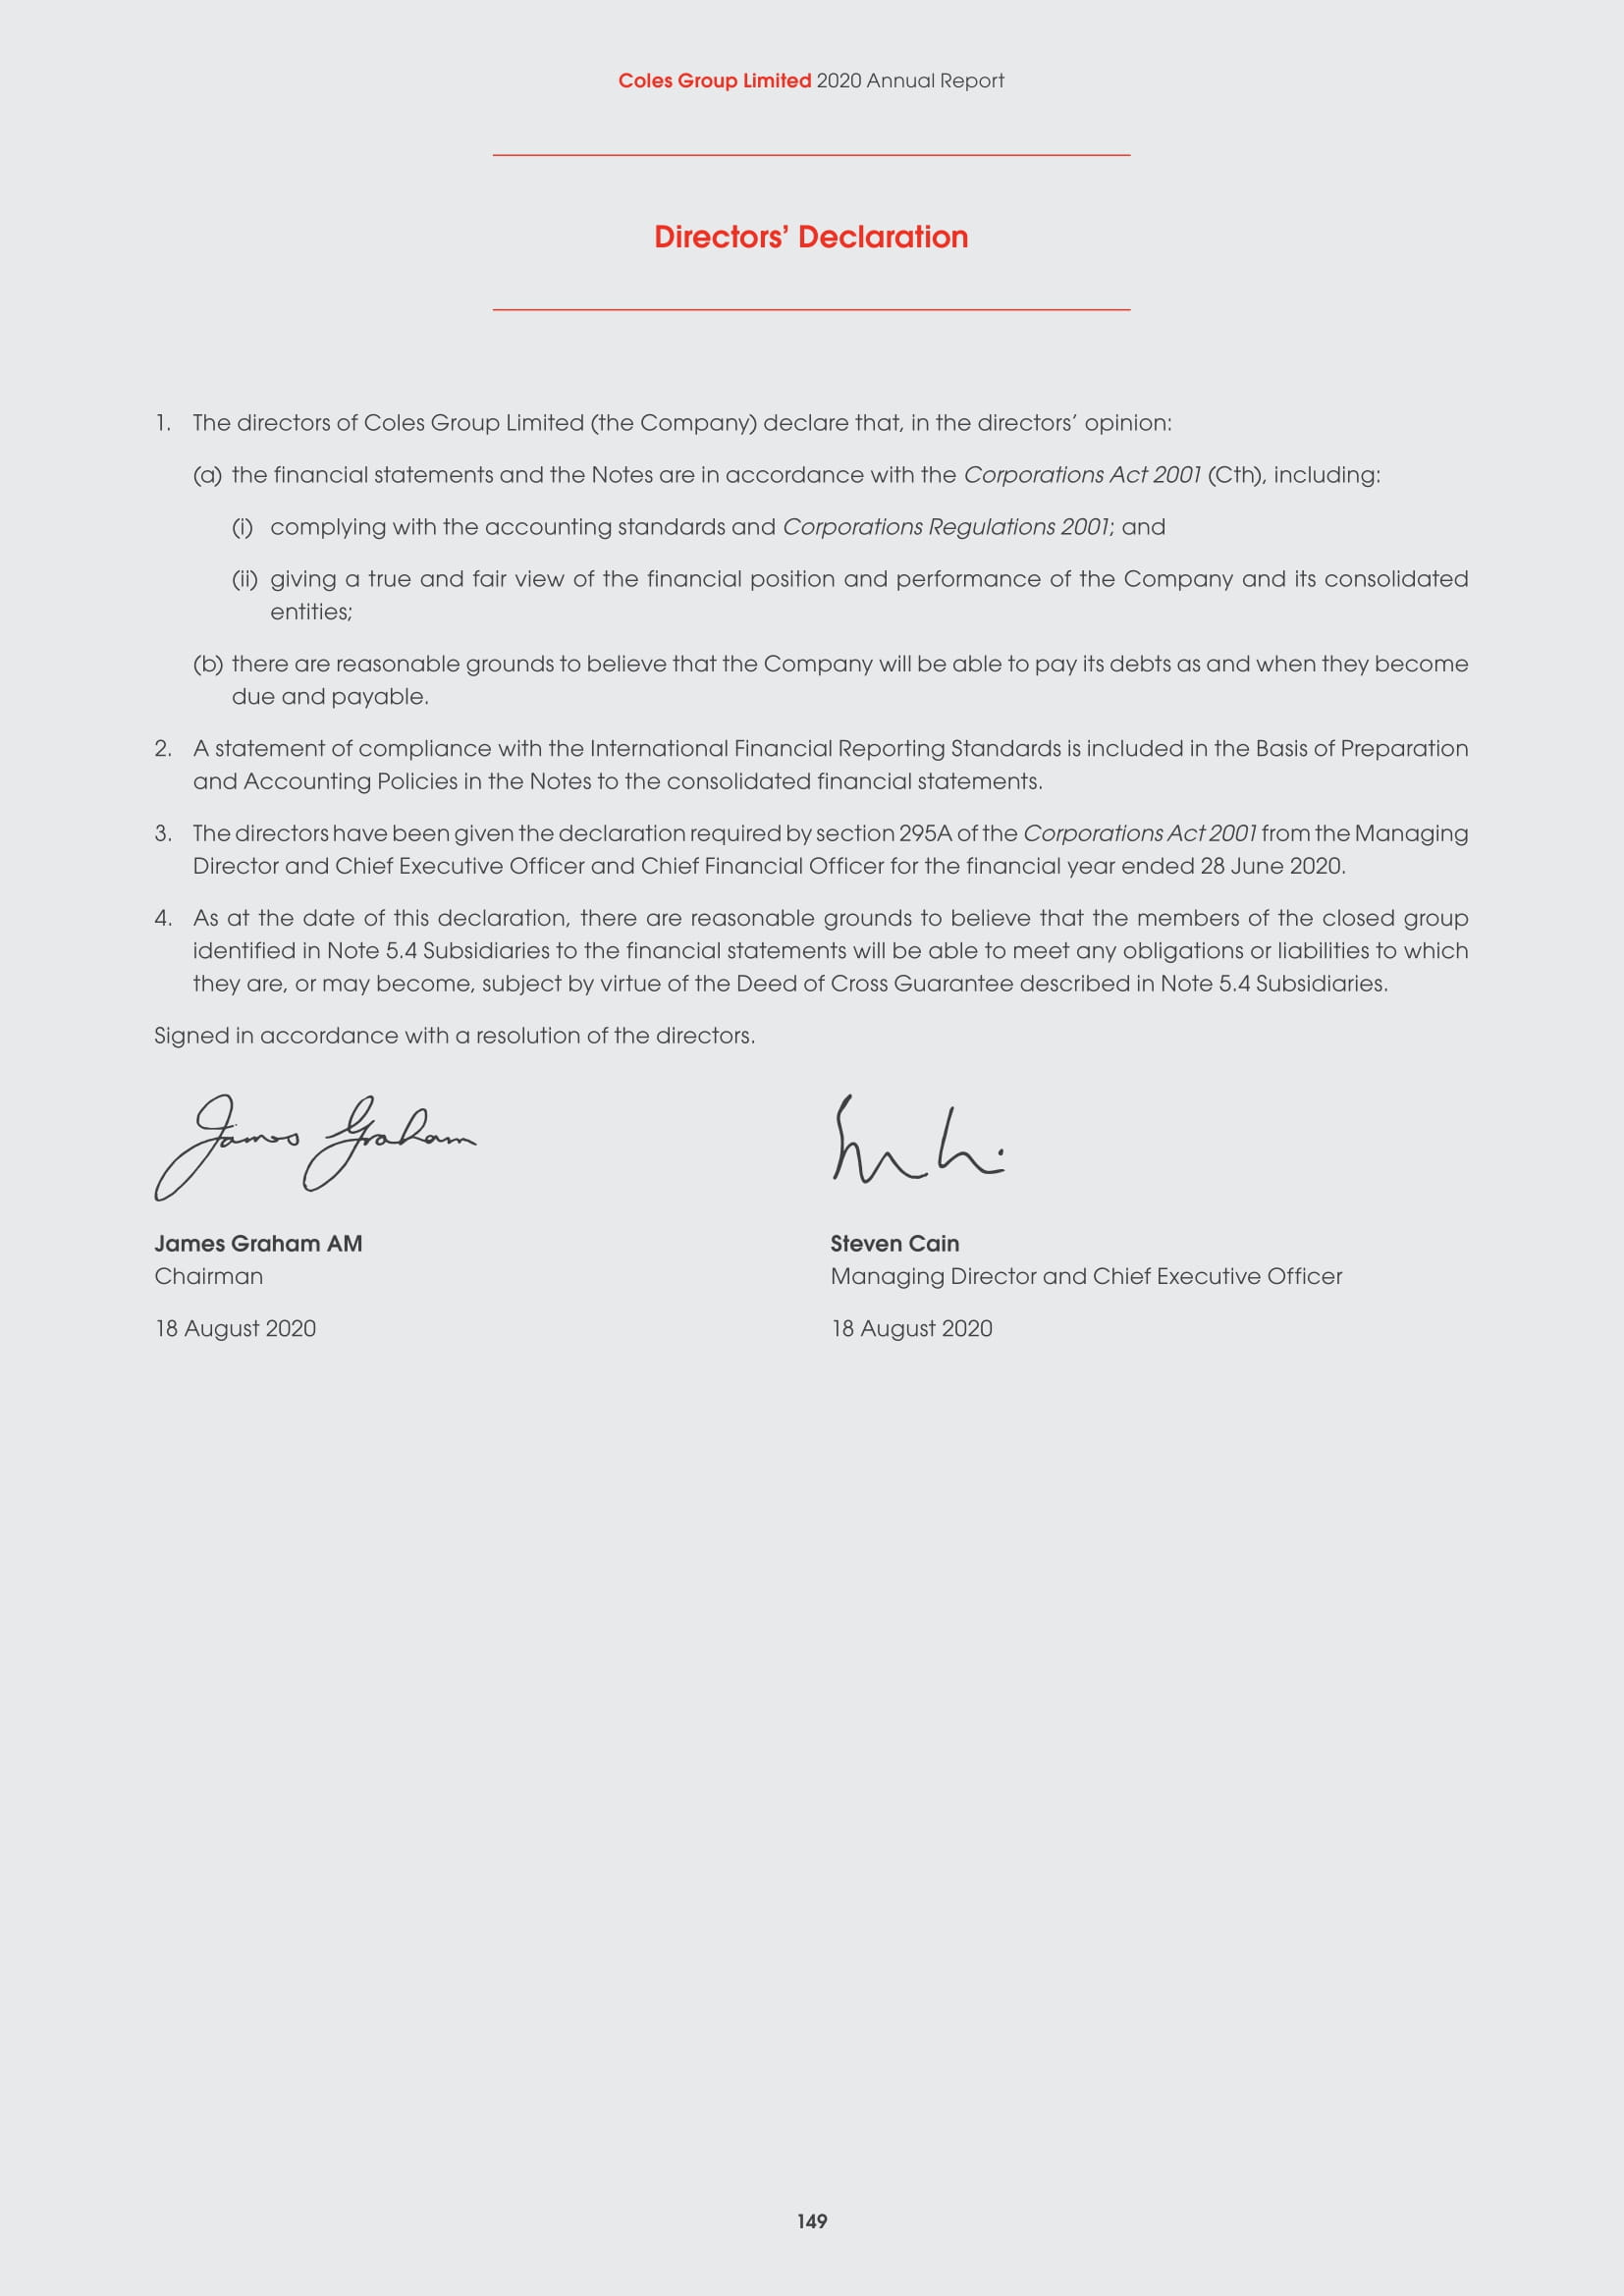 Coles Group Limited 2020 Annual Report
Directors’ Declaration
1. The directors of Coles Group Limited (the Company) declare that, in the directors’ opinion:
(a) the financial statements and the Notes are in accordance with the Corporations Act 2001 (Cth), including:
(i) complying with the accounting standards and Corporations Regulations 2001; and
(ii) giving a true and fair view of the financial position and performance of the Company and its consolidated
entities;
(b) there are reasonable grounds to believe that the Company will be able to pay its debts as and when they become
due and payable.
2. A statement of compliance with the International Financial Reporting Standards is included in the Basis of Preparation
and Accounting Policies in the Notes to the consolidated financial statements.
3. The directors have been given the declaration required by section 295A of the Corporations Act 2001 from the Managing
Director and Chief Executive Officer and Chief Financial Officer for the financial year ended 28 June 2020.
4. As at the date of this declaration, there are reasonable grounds to believe that the members of the closed group
identified in Note 5.4 Subsidiaries to the financial statements will be able to meet any obligations or liabilities to which
they are, or may become, subject by virtue of the Deed of Cross Guarantee described in Note 5.4 Subsidiaries.
Signed in accordance with a resolution of the directors.
James Graham
James Graham AM
Chairman
18 August 2020
Steven Cain
Managing Director and Chief Executive Officer
18 August 2020
149